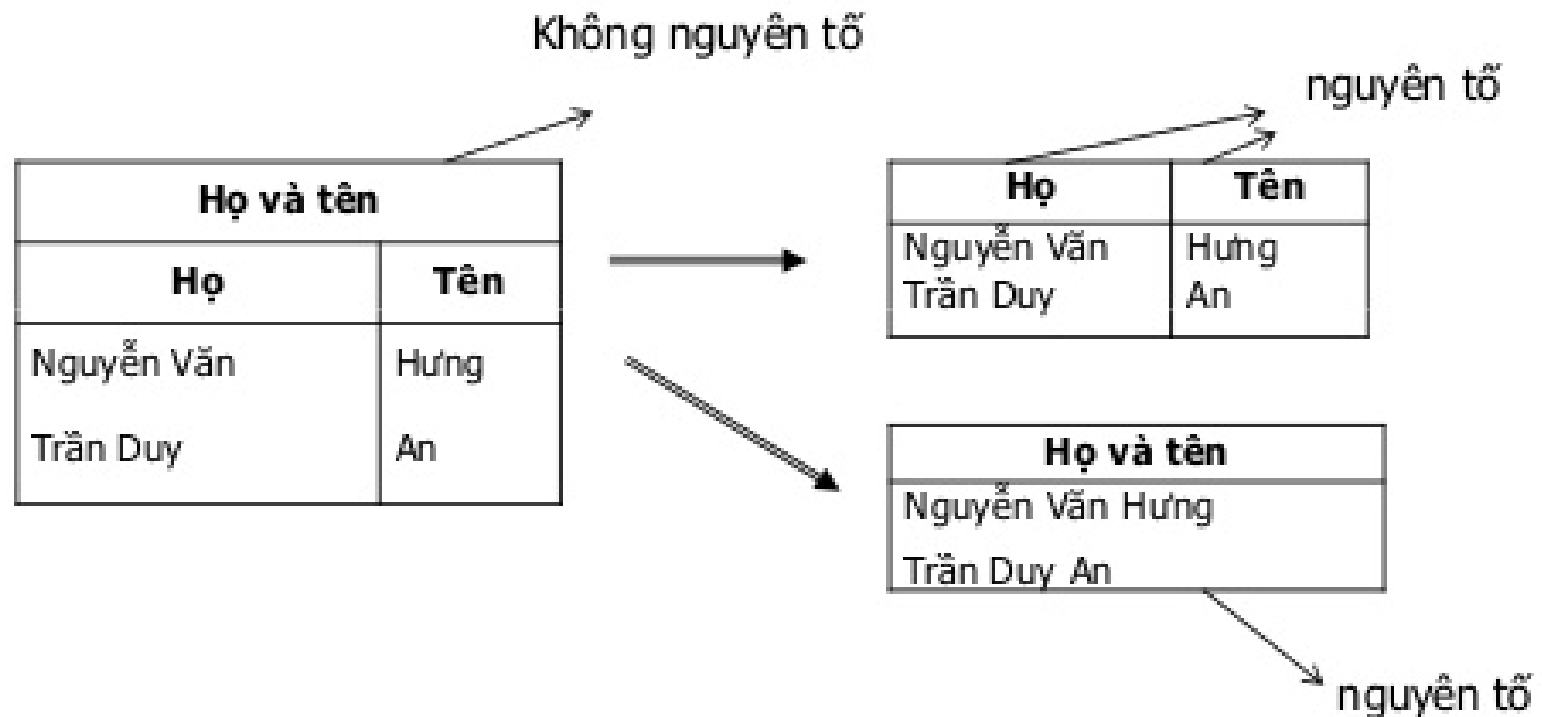 Không nguyên tố
nguyên tố
Họ và tên
Họ Tên
Nguyễn Văn Hưng
Trần Duy An
Họ Tên
Nguyễn Văn Hưng
Trần Duy An
Họ và tên
Nguyễn Văn Hưng
Trần Duy An
nguyên tố